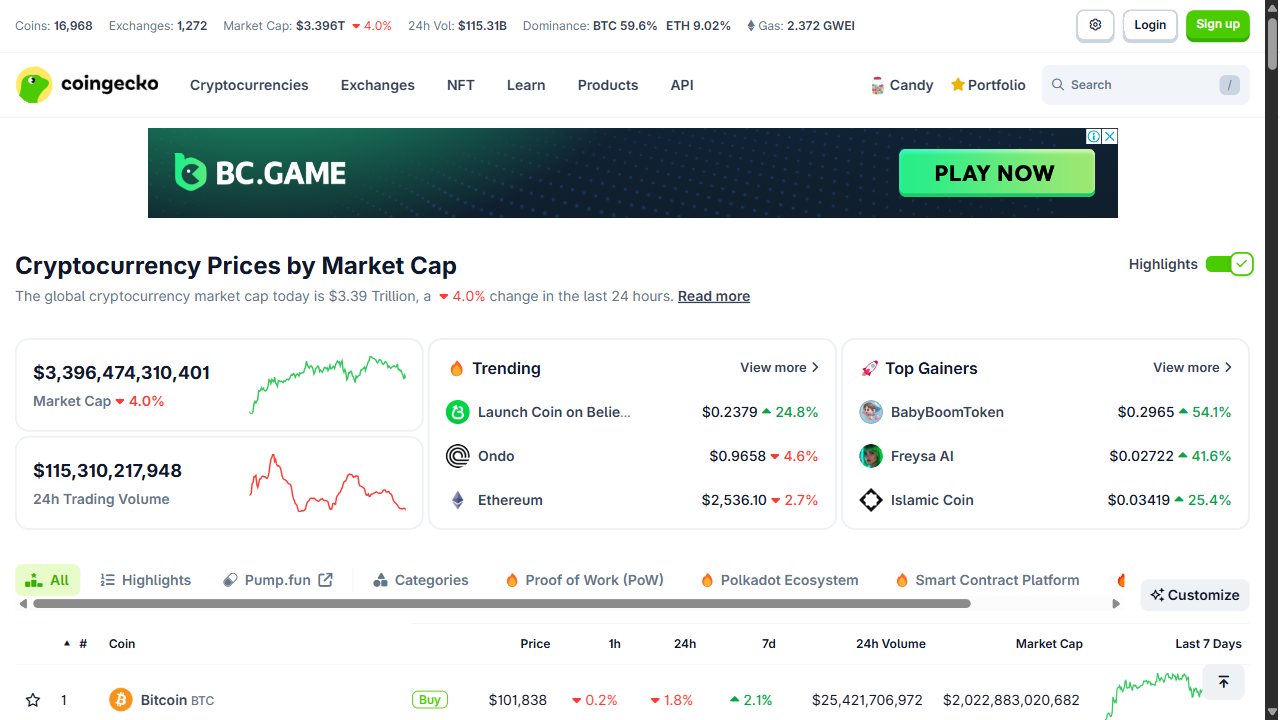 Coins: 16,968 Exchanges: 1,272 Market Cap: $3.396T 4.0% 24h Vol: $115.31B Dominance: BTC 59.6% ETH 9.02% Gas: 2.372 GWEI Login Sign up
coingecko Cryptocurrencies Exchanges NFT Learn Products API Candy Portfolio Search /
BC.GAME PLAY NOW
Cryptocurrency Prices by Market Cap Highlights
The global cryptocurrency market cap today is $3.39 Trillion, a 4.0% change in the last 24 hours. Read more
$3,396,474,310,401
Market Cap 4.0%
$115,310,217,948
24h Trading Volume
Trending View more
Launch Coin on Belie... $0.2379 24.8%
Ondo $0.9658 4.6%
Ethereum $2,536.10 2.7%
Top Gainers View more
BabyBoomToken $0.2965 54.1%
Freysa AI $0.02722 41.6%
Islamic Coin $0.03419 25.4%
All Highlights Pump.fun Categories Proof of Work (PoW) Polkadot Ecosystem Smart Contract Platform Customize
# Coin Price 1h 24h 7d 24h Volume Market Cap Last 7 Days
1 Bitcoin BTC Buy $101,838 0.2% 1.8% 2.1% $25,421,706,972 $2,022,883,020,682